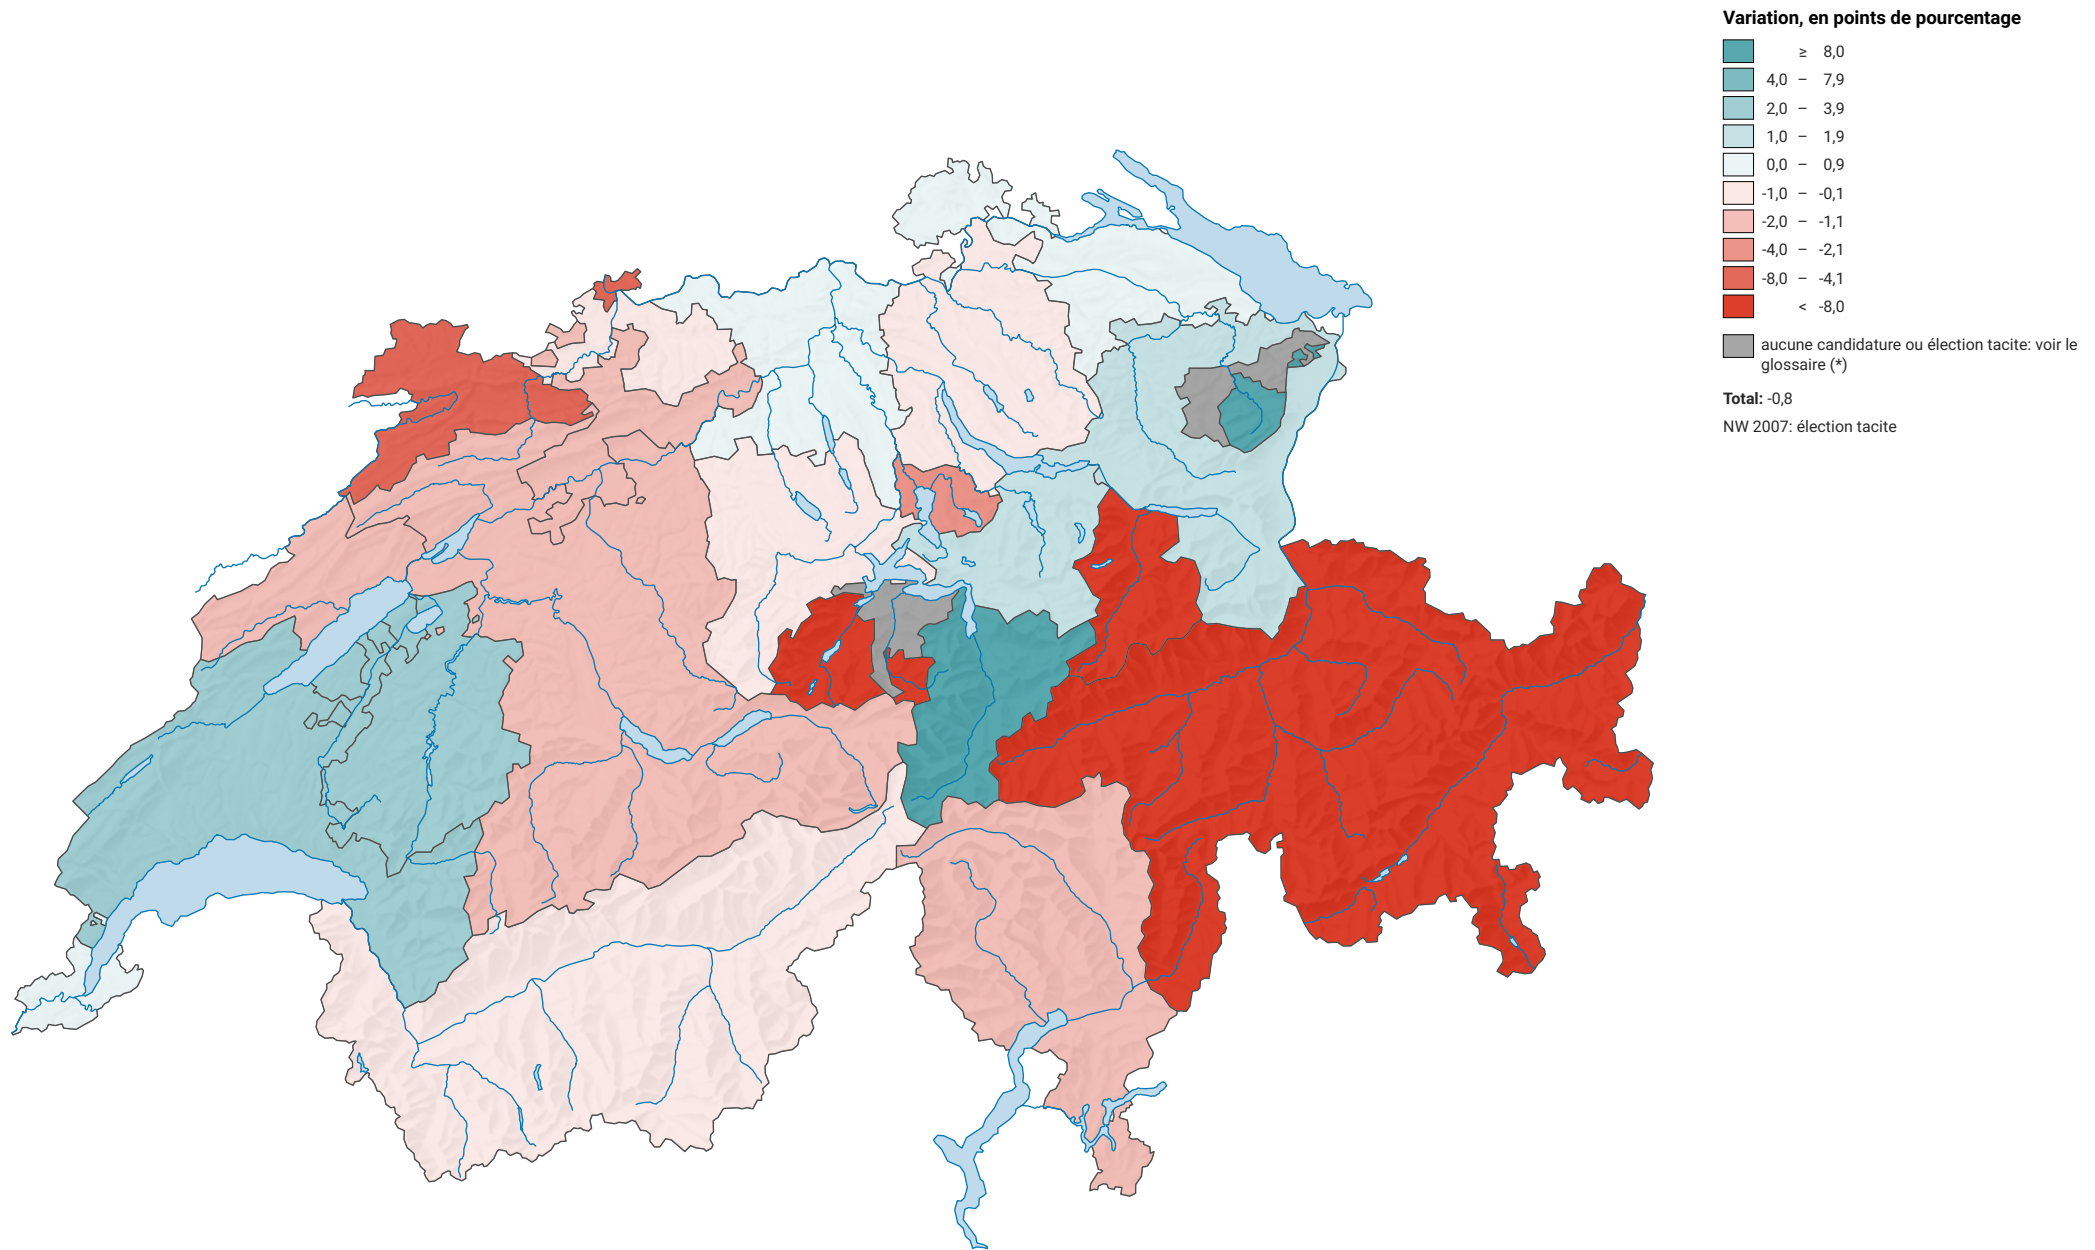 Variation, en points de pourcentage
≥ 8,0
4,0 – 7,9
2,0 – 3,9
1,0 – 1,9
0,0 – 0,9
-1,0 – -0,1
-2,0 – -1,1
-4,0 – -2,1
-8,0 – -4,1
< -8,0
aucune candidature ou élection tacite: voir le
glossaire (*)
Total: -0,8
NW 2007: élection tacite